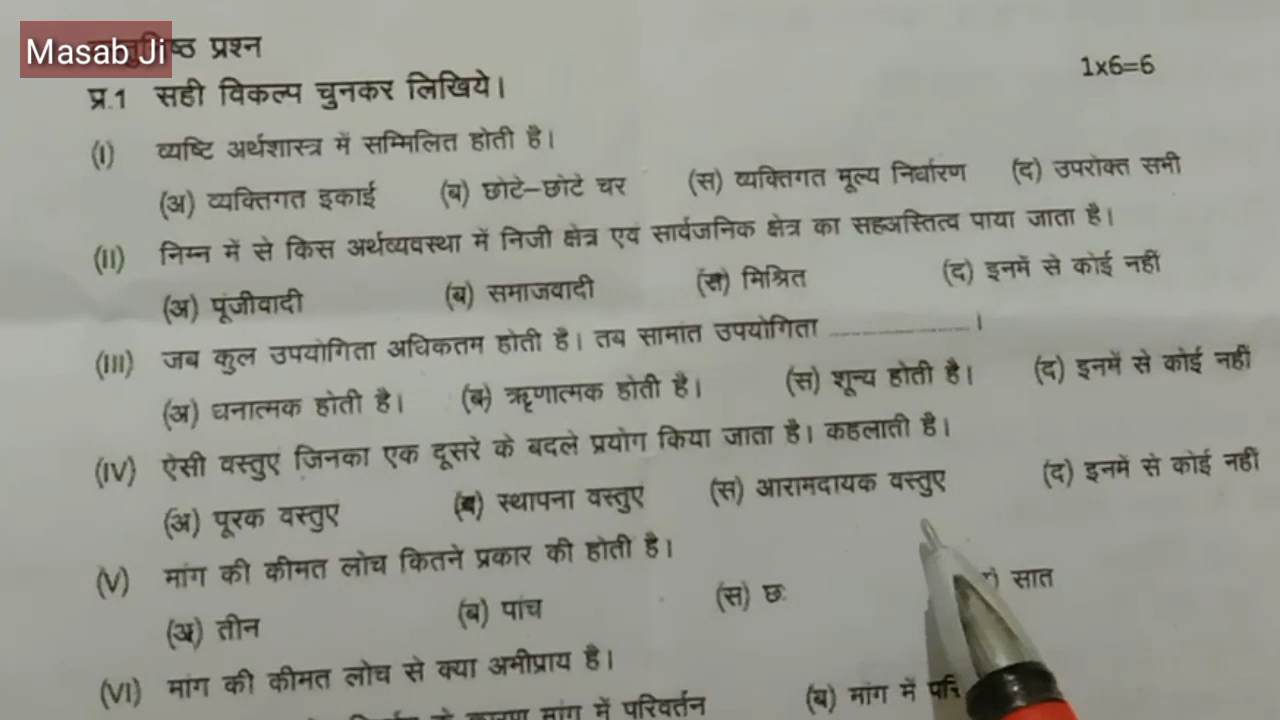 Masab Ji
प्रश्न
1x6=6
प्र.1 सही विकल्प चुनकर लिखिये।
(I) व्यष्टि अर्थशास्त्र में सम्मिलित होती है।
(अ) व्यक्तिगत इकाई (ब) छोटे-छोटे चर (स) व्यक्तिगत मूल्य निर्धारण (द) उपरोक्त सभी
(II) निम्न में से किस अर्थव्यवस्था में निजी क्षेत्र एवं सार्वजनिक क्षेत्र का सहअस्तित्व पाया जाता है।
(अ) पूंजीवादी (ब) समाजवादी (स) मिश्रित (द) इनमें से कोई नहीं
(III) जब कुल उपयोगिता अधिकतम होती है। तब सामांत उपयोगिता ..................।
(अ) धनात्मक होती है। (ब) ऋृणात्मक होती है। (स) शून्य होती है। (द) इनमें से कोई नहीं
(IV) ऐसी वस्तुएं जिनका एक दूसरे के बदले प्रयोग किया जाता है। कहलाती है।
(अ) पूरक वस्तुएं (ब) स्थापना वस्तुएं (स) आरामदायक वस्तुएं (द) इनमें से कोई नहीं
(V) मांग की कीमत लोच कितने प्रकार की होती है।
(अ) तीन (ब) पांच (स) छः सात
(VI) मांग की कीमत लोच से क्या अभीप्राय है।
कारण मांग में परिवर्तन (ब) मांग में